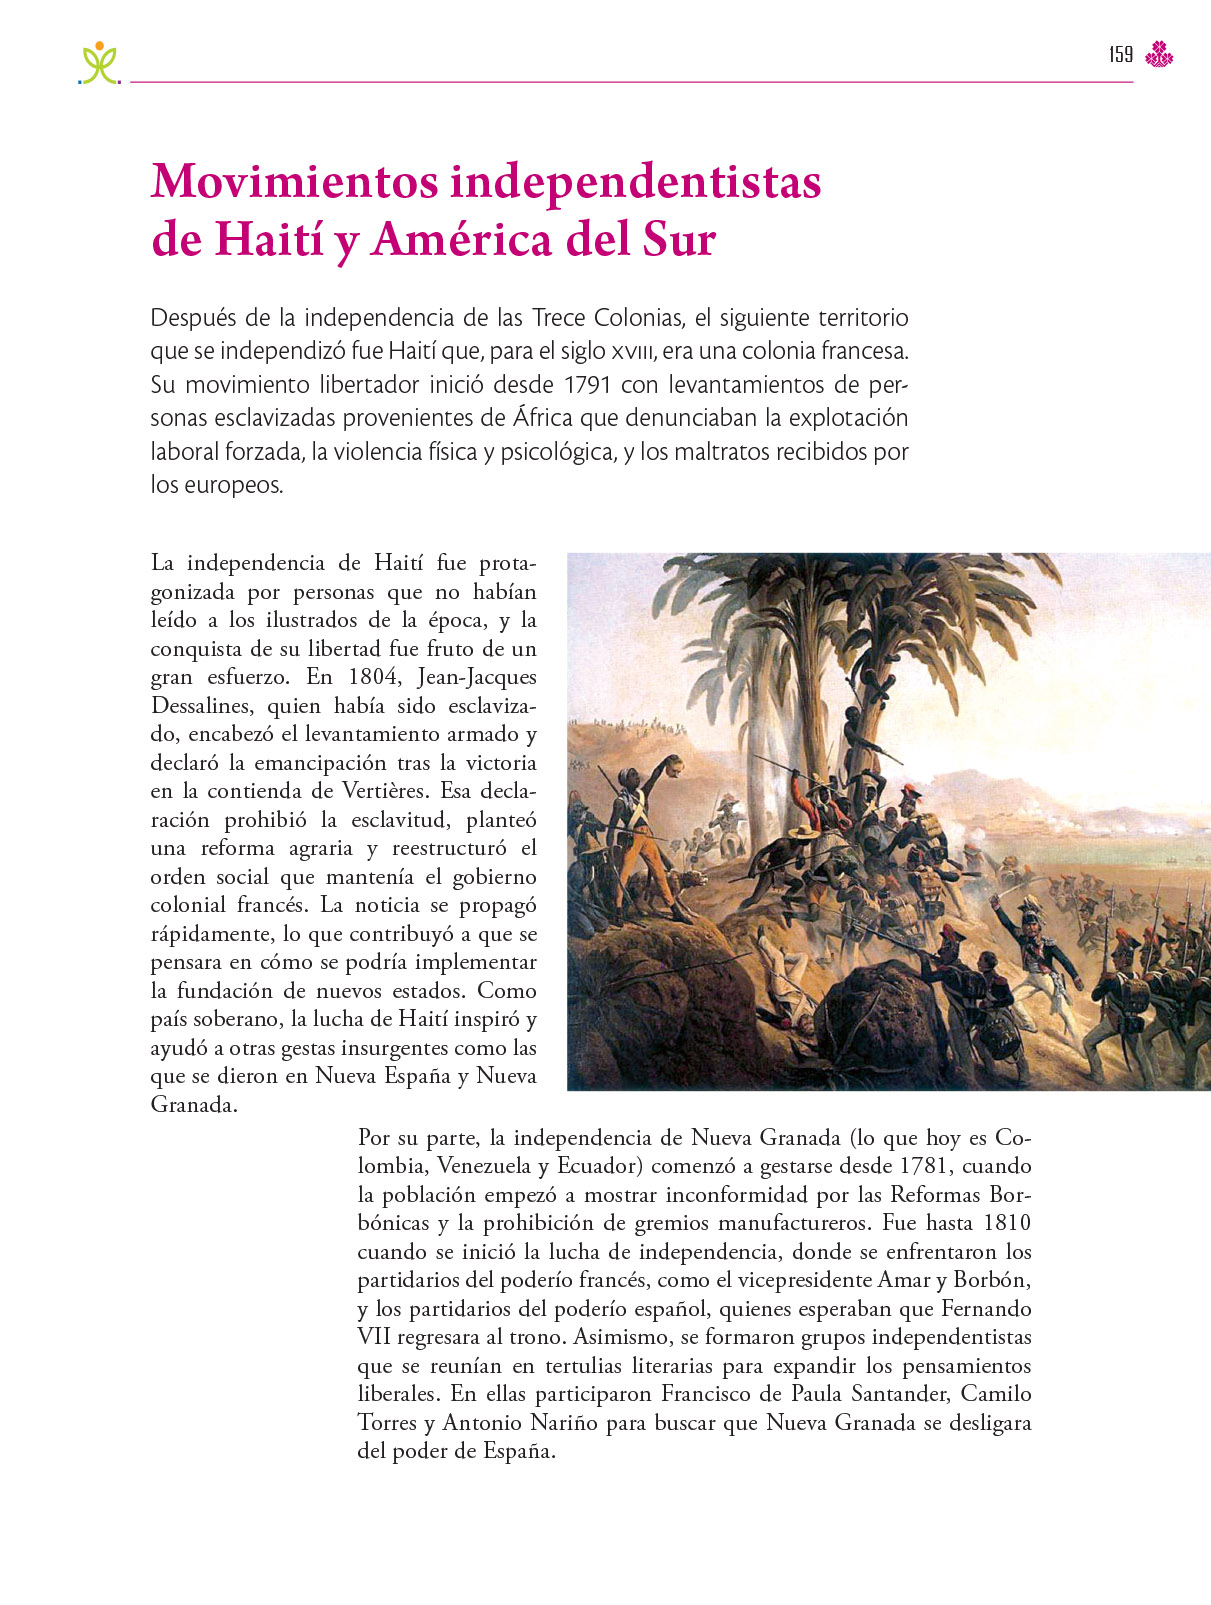 159
Movimientos independentistas
de Haití y América del Sur
Después de la independencia de las Trece Colonias, el siguiente territorio
que se independizó fue Haití que, para el siglo XVIII, era una colonia francesa.
Su movimiento libertador inició desde 1791 con levantamientos de per-
sonas esclavizadas provenientes de África que denunciaban la explotación
laboral forzada, la violencia física y psicológica, y los maltratos recibidos por
los europeos.
La independencia de Haití fue prota-
gonizada por personas que no habían
leído a los ilustrados de la época, y la
conquista de su libertad fue fruto de un
gran esfuerzo. En 1804, Jean-Jacques
Dessalines, quien había sido esclaviza-
do, encabezó el levantamiento armado y
declaró la emancipación tras la victoria
en la contienda de Vertières. Esa decla-
ración prohibió la esclavitud, planteó
una reforma agraria y reestructuró el
orden social que mantenía el gobierno
colonial francés. La noticia se propagó
rápidamente, lo que contribuyó a que se
pensara en cómo se podría implementar
la fundación de nuevos estados. Como
país soberano, la lucha de Haití inspiró y
ayudó a otras gestas insurgentes como las
que se dieron en Nueva España y Nueva
Granada.
Por su parte, la independencia de Nueva Granada (lo que hoy es Co-
lombia, Venezuela y Ecuador) comenzó a gestarse desde 1781, cuando
la población empezó a mostrar inconformidad por las Reformas Bor-
bónicas y la prohibición de gremios manufactureros. Fue hasta 1810
cuando se inició la lucha de independencia, donde se enfrentaron los
partidarios del poderío francés, como el vicepresidente Amar y Borbón,
y los partidarios del poderío español, quienes esperaban que Fernando
VII regresara al trono. Asimismo, se formaron grupos independentistas
que se reunían en tertulias literarias para expandir los pensamientos
liberales. En ellas participaron Francisco de Paula Santander, Camilo
Torres y Antonio Nariño para buscar que Nueva Granada se desligara
del poder de España.